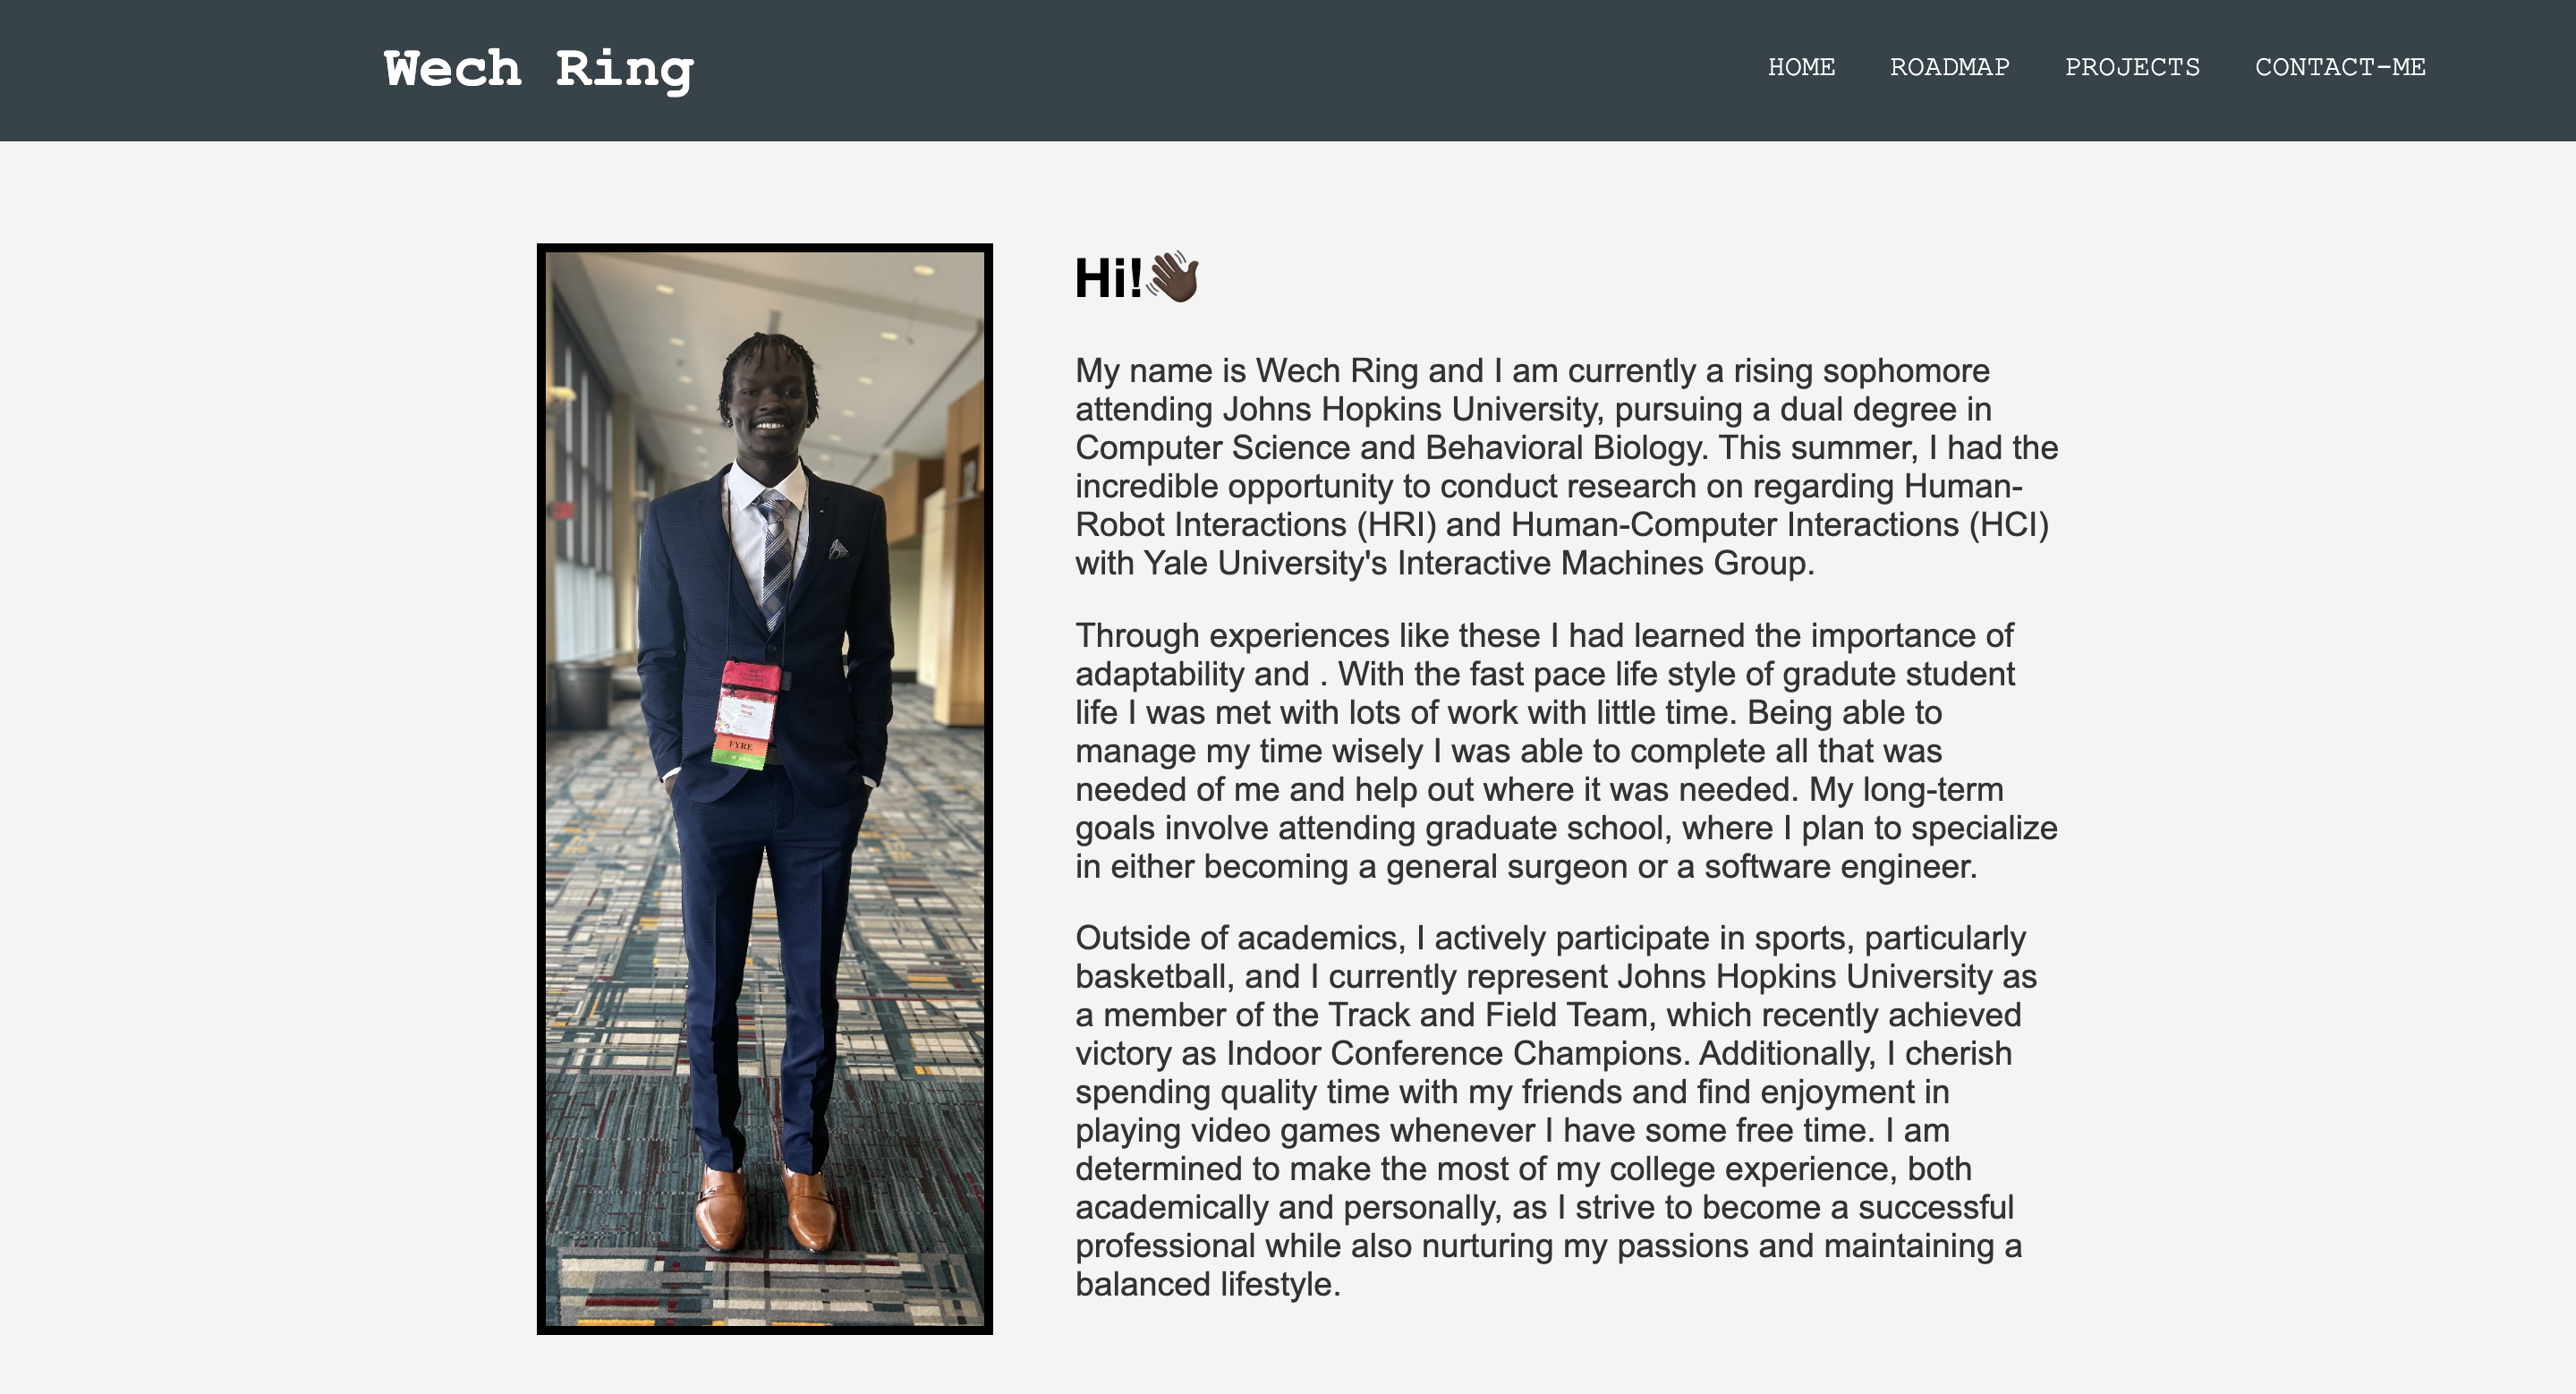 Wech Ring
HOME ROADMAP PROJECTS CONTACT-ME
Hi!👋🏿
My name is Wech Ring and I am currently a rising sophomore
attending Johns Hopkins University, pursuing a dual degree in
Computer Science and Behavioral Biology. This summer, I had the
incredible opportunity to conduct research on regarding Human-
Robot Interactions (HRI) and Human-Computer Interactions (HCI)
with Yale University's Interactive Machines Group.
Through experiences like these I had learned the importance of
adaptability and . With the fast pace life style of gradute student
life I was met with lots of work with little time. Being able to
manage my time wisely I was able to complete all that was
needed of me and help out where it was needed. My long-term
goals involve attending graduate school, where I plan to specialize
in either becoming a general surgeon or a software engineer.
Outside of academics, I actively participate in sports, particularly
basketball, and I currently represent Johns Hopkins University as
a member of the Track and Field Team, which recently achieved
victory as Indoor Conference Champions. Additionally, I cherish
spending quality time with my friends and find enjoyment in
playing video games whenever I have some free time. I am
determined to make the most of my college experience, both
academically and personally, as I strive to become a successful
professional while also nurturing my passions and maintaining a
balanced lifestyle.
FYRE